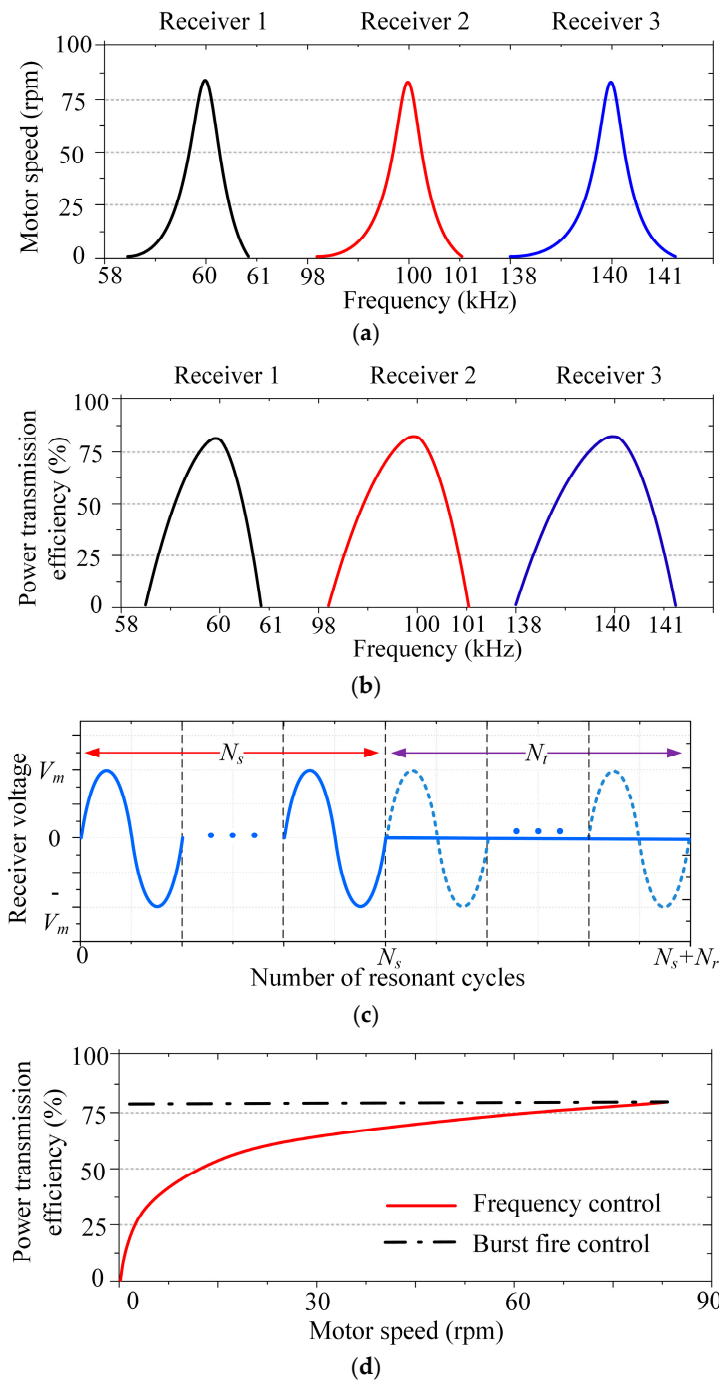 Receiver 1 Receiver 2 Receiver 3
Motor speed (rpm)
100
75
50
25
0
58 60 61 98 100 101 138 140 141
Frequency (kHz)
(a)
Receiver 1 Receiver 2 Receiver 3
Power transmission
efficiency (%)
100
75
50
25
0
58 60 61 98 100 101 138 140 141
Frequency (kHz)
(b)
Receiver voltage
Ns Nt
Vm
0
-
Vm
0 Ns Ns+Nr
Number of resonant cycles
(c)
Power transmission
efficiency (%)
100
75
50
25
0
Frequency control
Burst fire control
0 30 60 90
Motor speed (rpm)
(d)